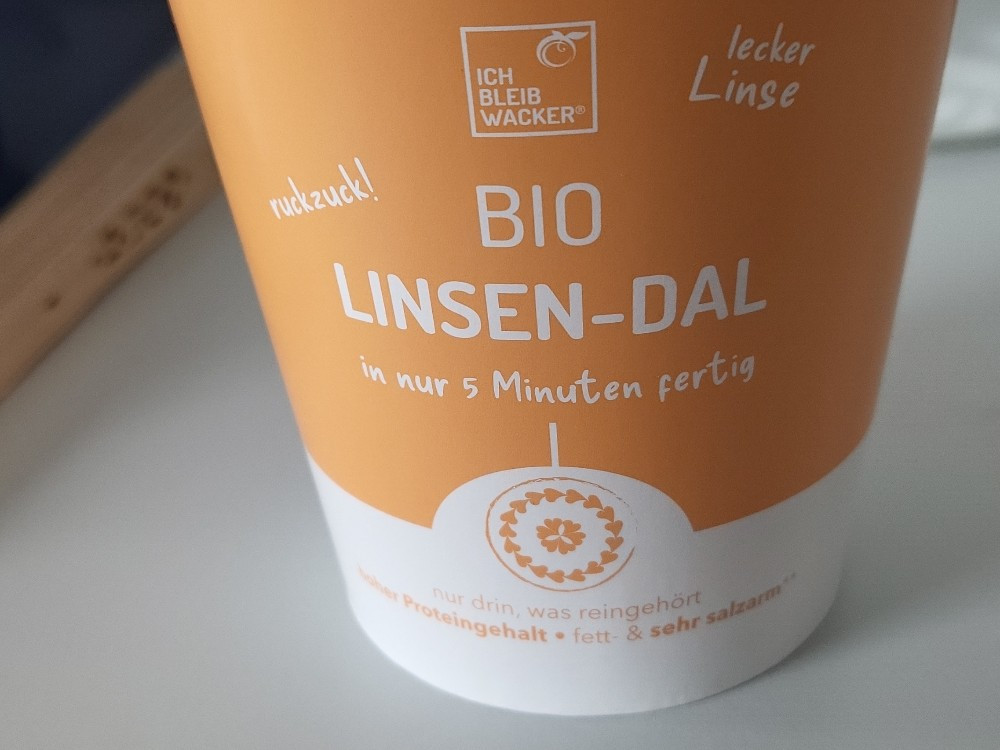 ICH
BLEIB
WACKER®
lecker
Linse
ruckzuck!
BIO
LINSEN-DAL
in nur 5 Minuten fertig
nur drin, was reingehört
hoher Proteingehalt • fett- & sehr salzarm**